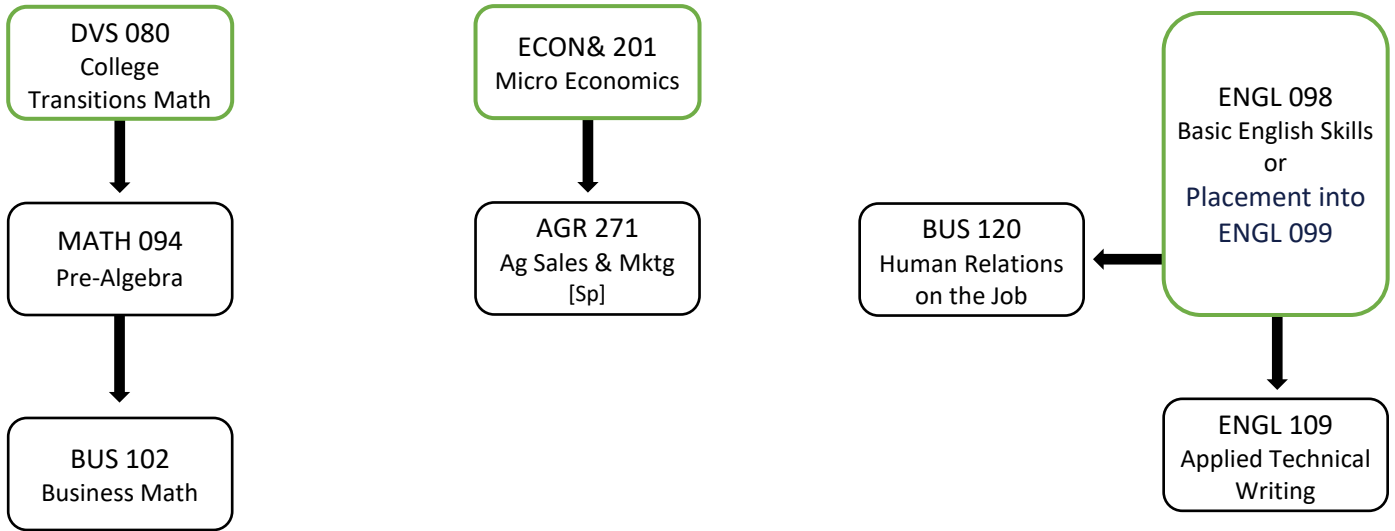 DVS 080
College
Transitions Math
ECON& 201
Micro Economics
ENGL 098
Basic English Skills
or
Placement into
ENGL 099
MATH 094
Pre-Algebra
AGR 271
Ag Sales & Mktg
[Sp]
BUS 120
Human Relations
on the Job
BUS 102
Business Math
ENGL 109
Applied Technical
Writing